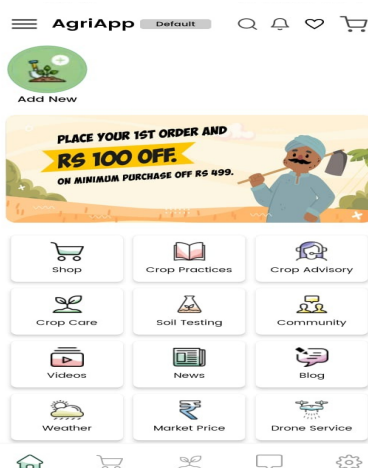 AgriApp Default
Add New
PLACE YOUR 1ST ORDER AND
RS 100 OFF.
ON MINIMUM PURCHASE OFF RS 499.
Shop Crop Practices Crop Advisory
Crop Care Soil Testing Community
Videos News Blog
Weather Market Price Drone Service